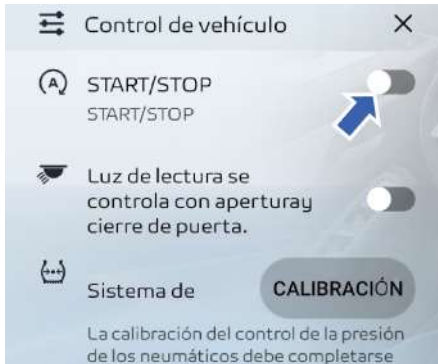 Control de vehículo
START/STOP
START/STOP
Luz de lectura se
controla con aperturay
cierre de puerta.
Sistema de
CALIBRACIÓN
La calibración del control de la presión
de los neumáticos debe completarse